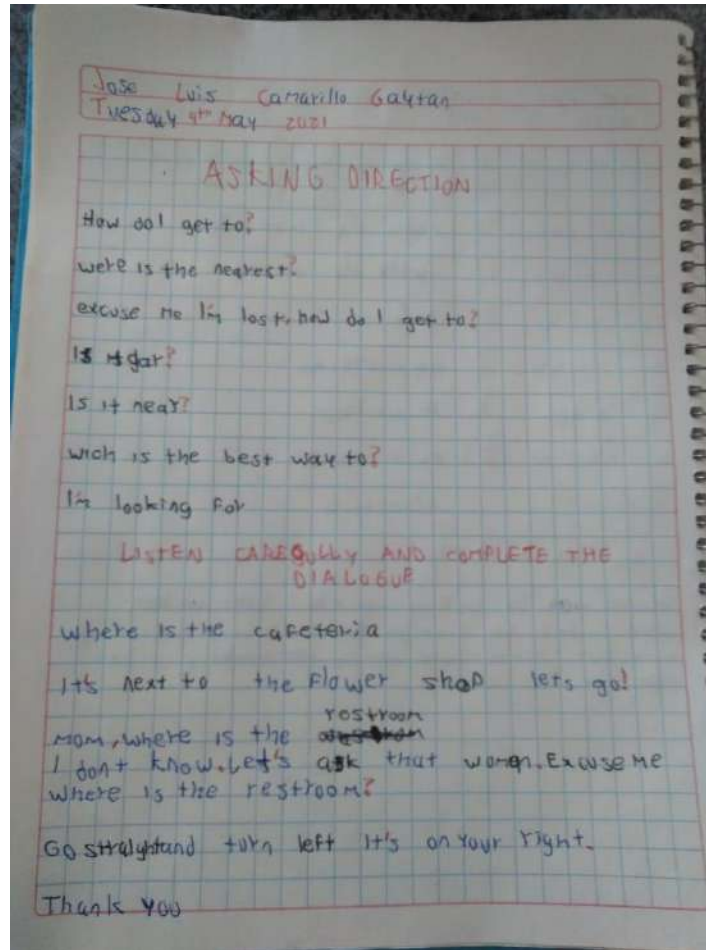 Jose Luis Camarillo Gaytan
Tuesday 4th May 2021
ASKING DIRECTION
How do I get to?
were is the nearest?
excuse me I'm lost, how do I get to?
Is it far?
Is it near?
wich is the best way to?
I'm looking for
LISTEN CAREFULLY AND COMPLETE THE
DIALOGUE
where is the cafeteria
It's next to the flower shop lets go!
restroom
Mom, where is the
I don't know. Let's ask that women. Excuse me
where is the restroom?
Go straightand turn left it's on your right.
Thank you